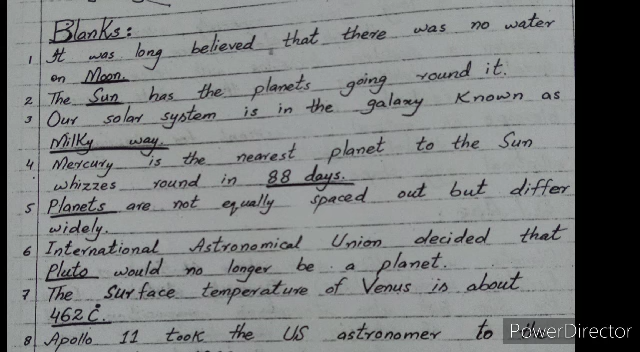 Blanks:
1 It was long believed that there was no water
on Moon.
2 The Sun has the planets going round it.
3 Our solar system is in the galaxy known as
Milky way.
4 Mercury is the nearest planet to the Sun
whizzes round in 88 days.
5 Planets are not equally spaced out but differ
widely.
6 International Astronomical Union decided that
Pluto would no longer be a planet.
7 The Surface temperature of Venus is about
462 C.
8 Apollo 11 took the US astronomer to the
PowerDirector